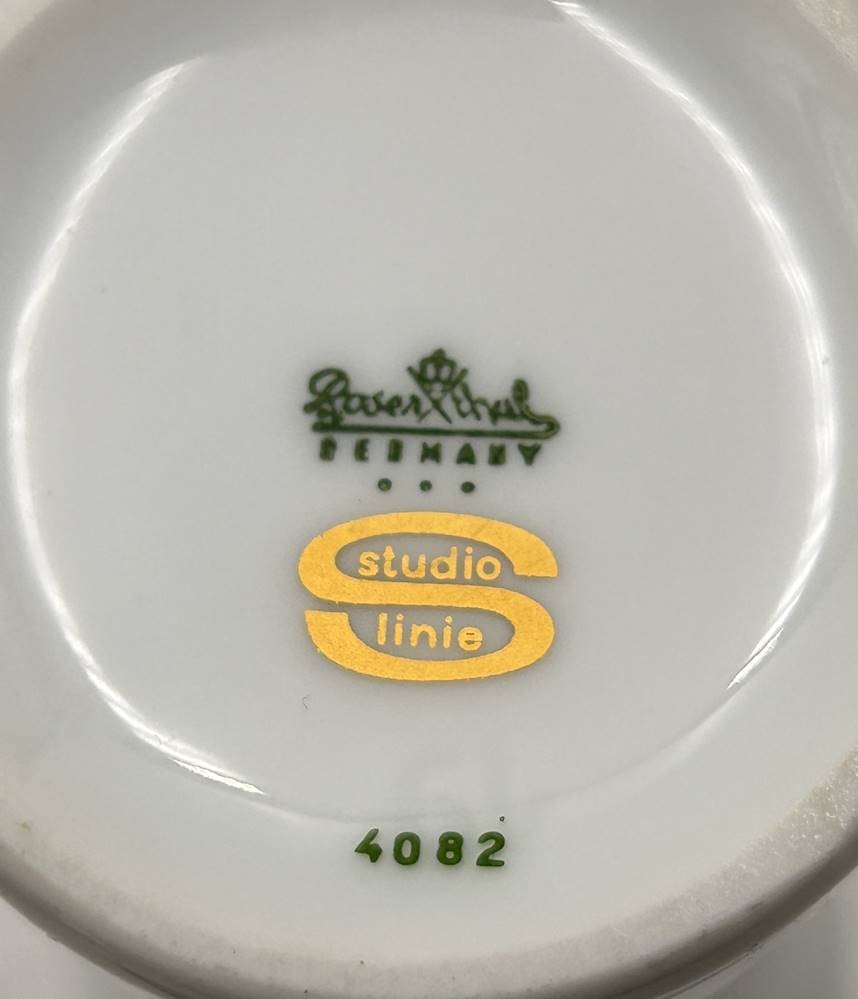 Rosenthal
GERMANY
studio
linie
4082